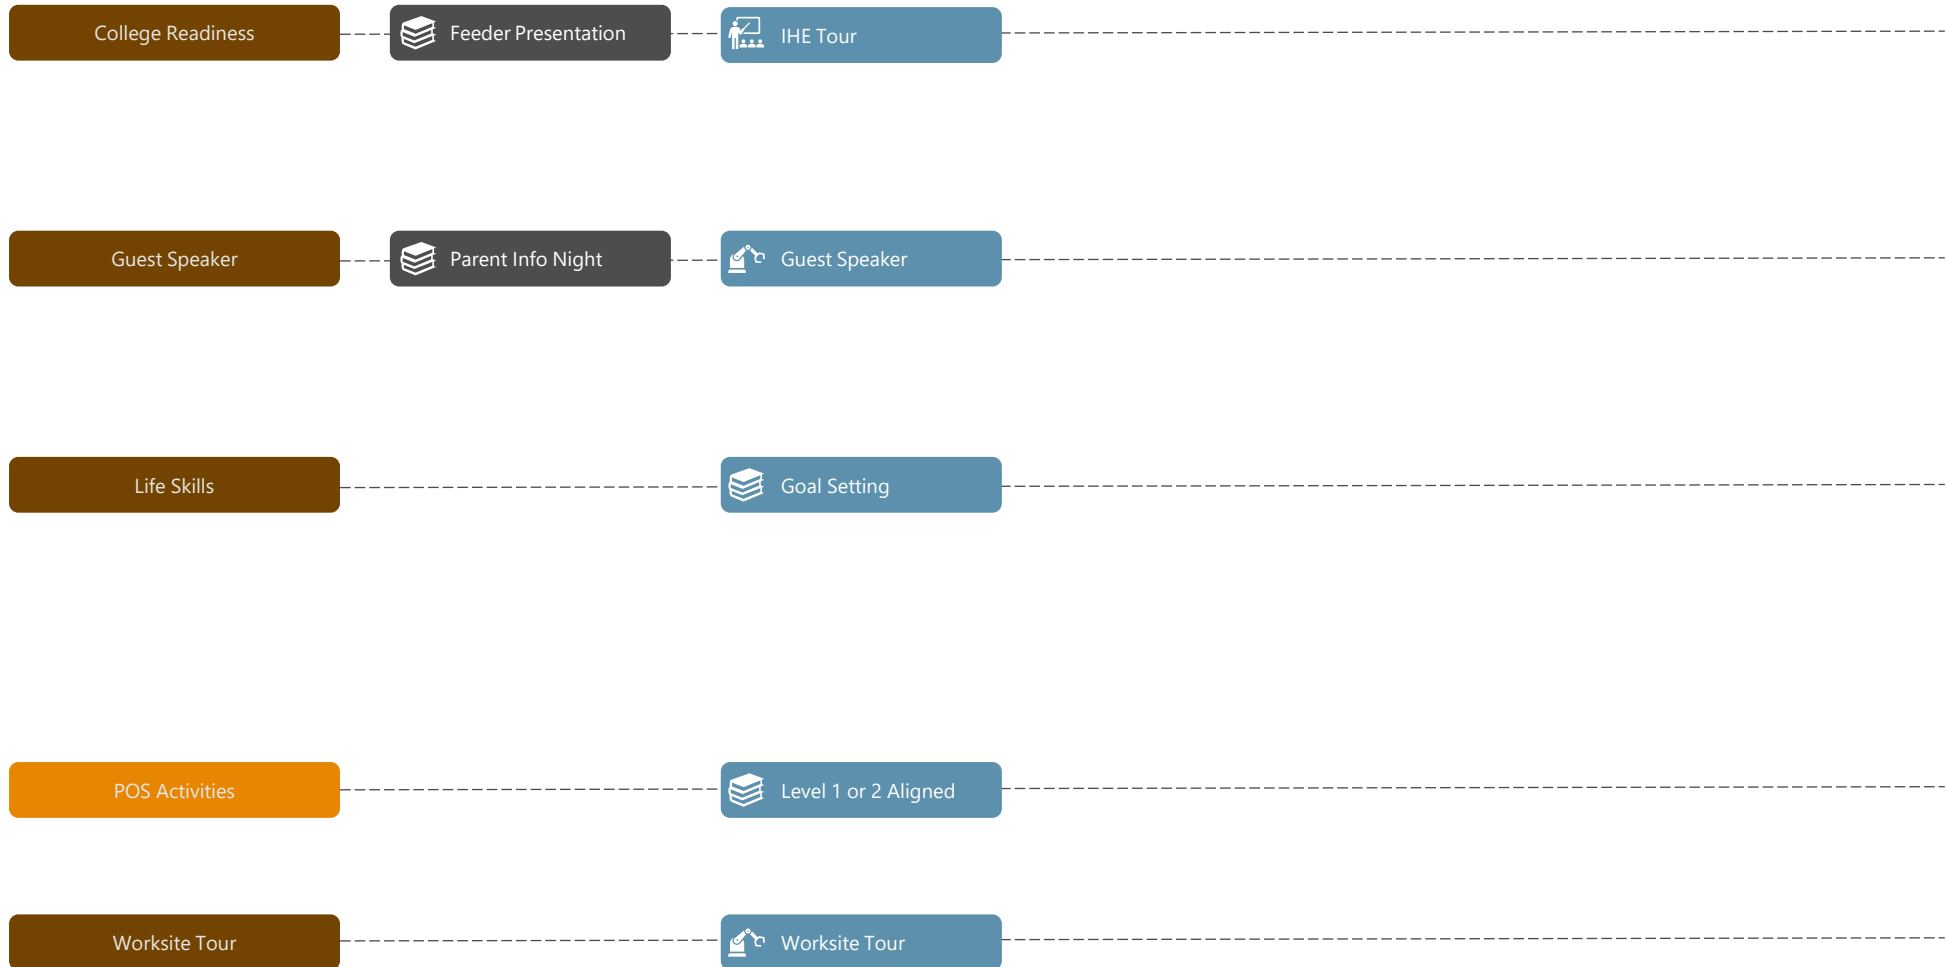 College Readiness
Feeder Presentation
IHE Tour
Guest Speaker
Parent Info Night
Guest Speaker
Life Skills
Goal Setting
POS Activities
Level 1 or 2 Aligned
Worksite Tour
Worksite Tour